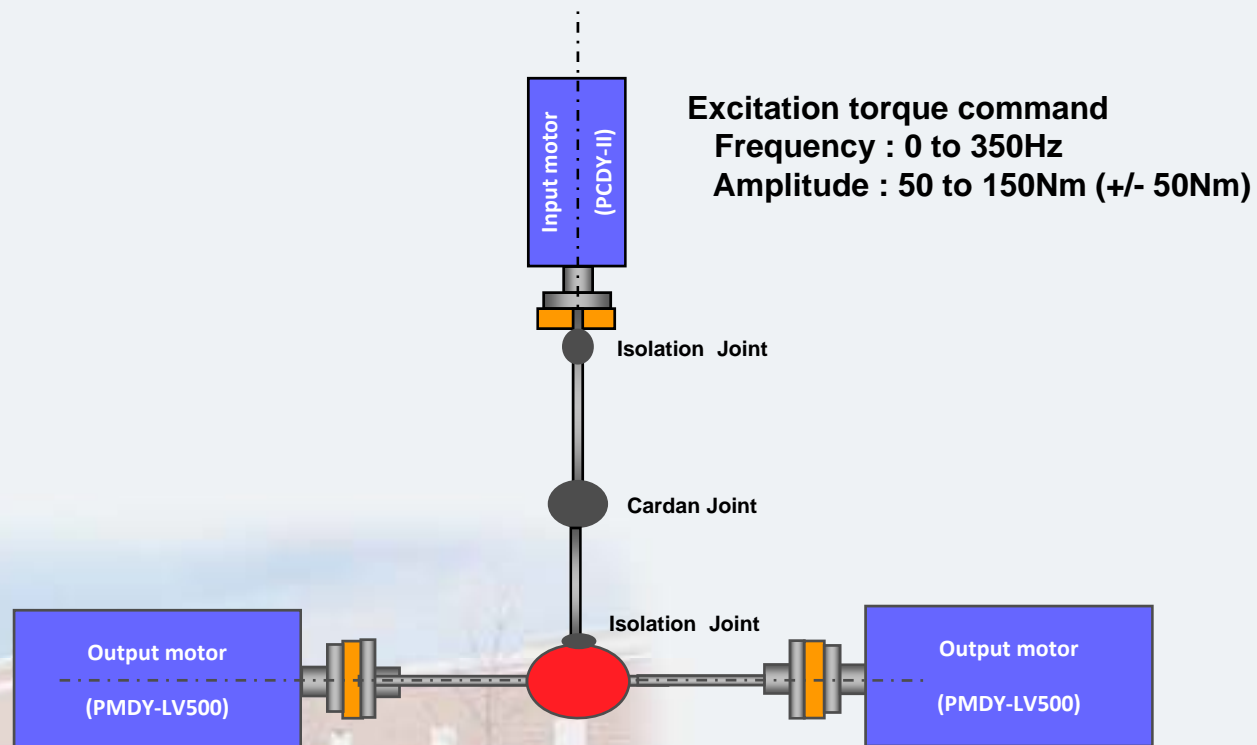 Input motor
(PCDY-II)
Excitation torque command
Frequency : 0 to 350Hz
Amplitude : 50 to 150Nm (+/- 50Nm)
Isolation Joint
Cardan Joint
Isolation Joint
Output motor
(PMDY-LV500)
Output motor
(PMDY-LV500)